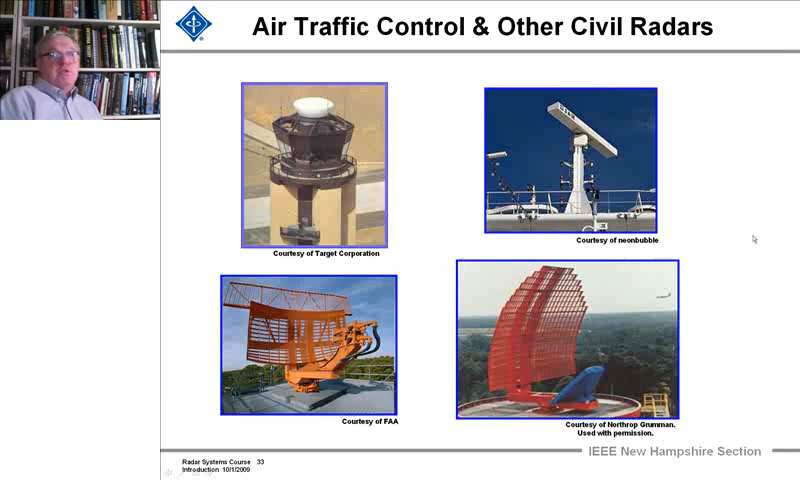 Air Traffic Control & Other Civil Radars
Courtesy of Target Corporation
Courtesy of neonbubble
Courtesy of FAA
Courtesy of Northrop Grumman.
Used with permission.
IEEE New Hampshire Section
Radar Systems Course 33
Introduction 10/1/2009